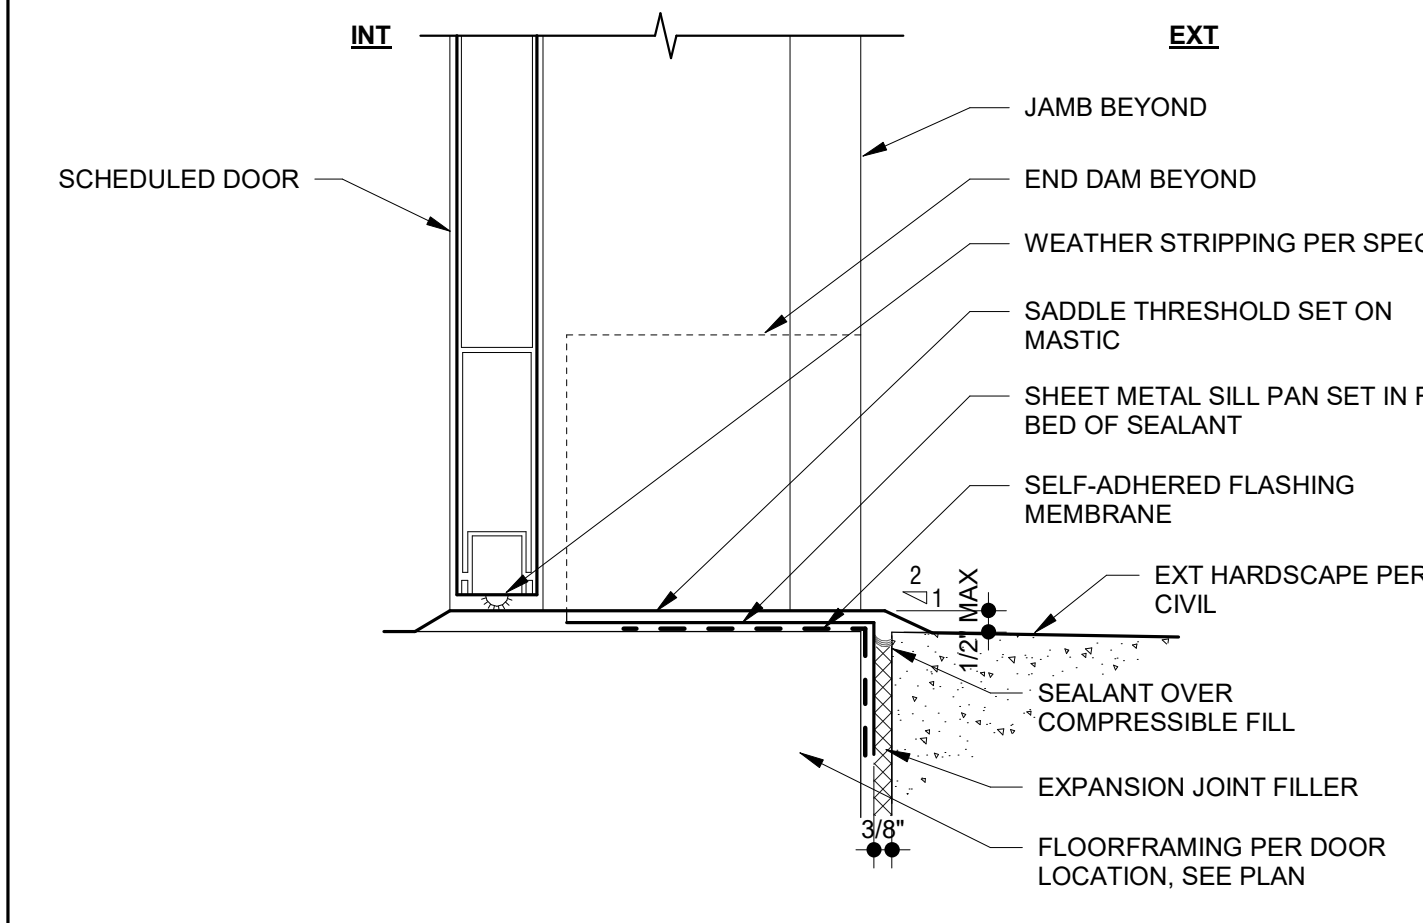 INT
EXT
JAMB BEYOND
SCHEDULED DOOR
END DAM BEYOND
WEATHER STRIPPING PER
SADDLE THRESHOLD SET ON
MASTIC
SHEET METAL SILL PAN SET IN
BED OF SEALANT
SELF-ADHERED FLASHING
MEMBRANE
2
1
1/2" MAX
EXT HARDSCAPE PER
CIVIL
SEALANT OVER
COMPRESSIBLE FILL
EXPANSION JOINT FILLER
3/8"
FLOORFRAMING PER DOOR
LOCATION, SEE PLAN